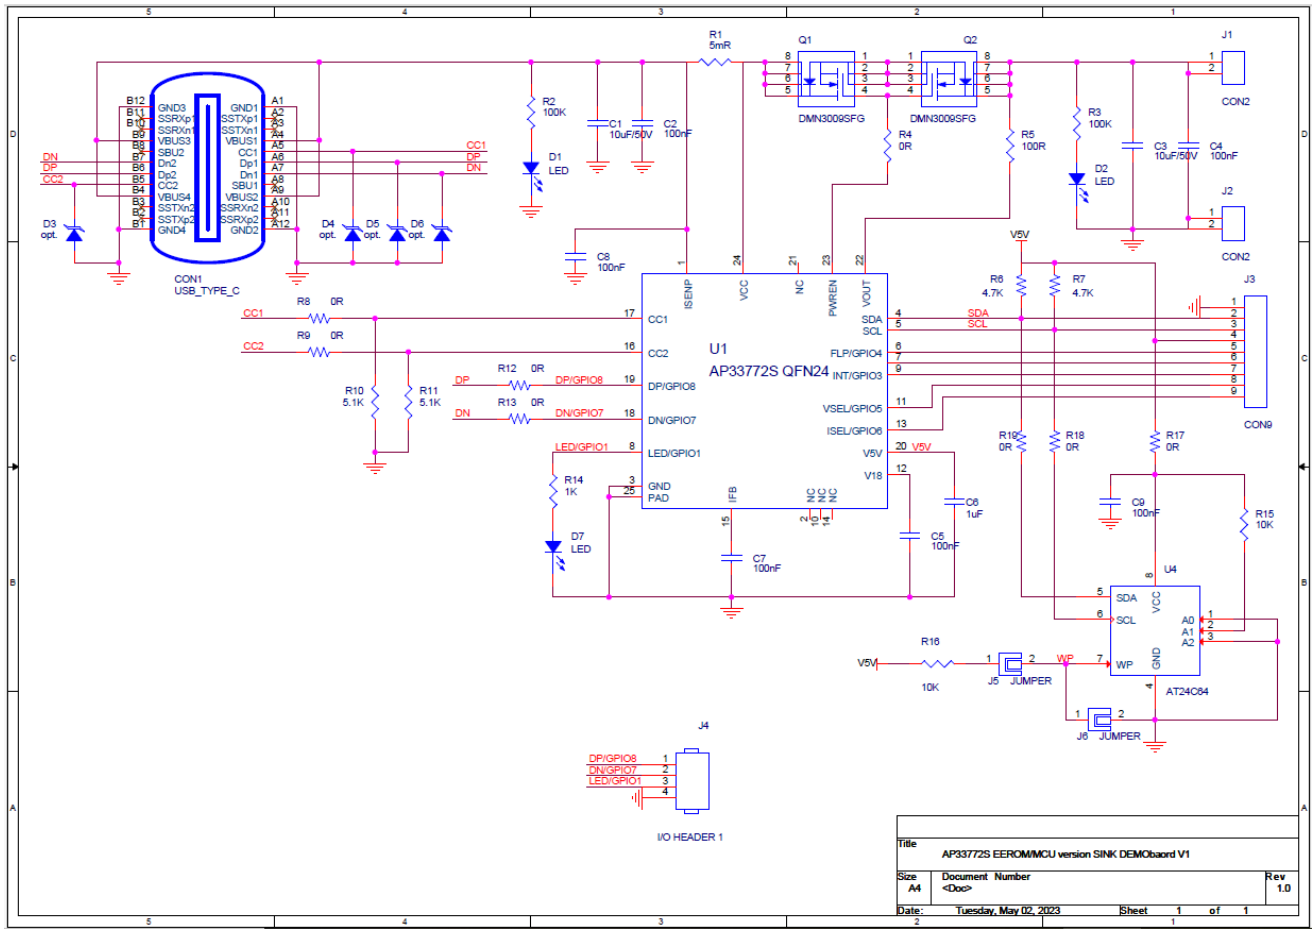 5 4 3 2 1
D D
C C
B B
A A
CON1
USB_TYPE_C
B12 GND3 GND1 A1
B11 SSRXp1 SSTXp1 A2
B10 SSRXn1 SSTXn1 A3
B9 VBUS3 VBUS1 A4
B8 SBU2 CC1 A5 CC1
DN B7 Dn2 Dp1 A6 DP
DP B6 Dp2 Dn1 A7 DN
CC2 B5 CC2 SBU1 A8
B4 VBUS4 VBUS2 A9
B3 SSTXn2 SSRXn2 A10
B2 SSTXp2 SSRXp2 A11
B1 GND4 GND2 A12
D3
opt.
D4
opt.
D5
opt.
D6
opt.
R2
100K
D1
LED
C1
10uF/50V
C2
100nF
R1
5mR
Q1
8 1
7 2
6 3
5 4
DMN3009SFG
Q2
1 8
2 7
3 6
4 5
DMN3009SFG
R4
0R
R5
100R
R3
100K
D2
LED
C3
10uF/50V
C4
100nF
J1
1
2
CON2
J2
1
2
CON2
C8
100nF
V5V
R6
4.7K
R7
4.7K
J3
1
2
3
4
5
6
7
8
9
CON9
CC1 R8 0R
CC2 R9 0R
R10
5.1K
R11
5.1K
DP R12 0R DP/GPIO8
DN R13 0R DN/GPIO7
LED/GPIO1
R14
1K
D7
LED
U1
AP33772S QFN24
1 ISENP
24 VCC
21 NC
23 PWREN
22 VOUT
17 CC1
16 CC2
19 DP/GPIO8
18 DN/GPIO7
8 LED/GPIO1
3 GND
25 PAD
15 IFB
2 NC
10 NC
14 NC
SDA 4 SDA
SCL 5 SCL
FLP/GPIO4 6
7
INT/GPIO3 9
VSEL/GPIO5 11
ISEL/GPIO6 13
V5V 20 V5V
V18 12
C7
100nF
C5
100nF
C6
1uF
R19
0R
R18
0R
R17
0R
C9
100nF
R15
10K
U4
5 SDA
6 SCL
7 WP
8 VCC
4 GND
A0 1
A1 2
A2 3
AT24C64
V5V
R16
10K
1 2
J5 JUMPER
WP
1 2
J6 JUMPER
J4
DP/GPIO8 1
DN/GPIO7 2
LED/GPIO1 3
4
I/O HEADER 1
Title
AP33772S EEROM/MCU version SINK DEMObaord V1
Size Document Number Rev
A4 <Doc> 1.0
Date: Tuesday, May 02, 2023 Sheet 1 of 1
5 4 3 2 1